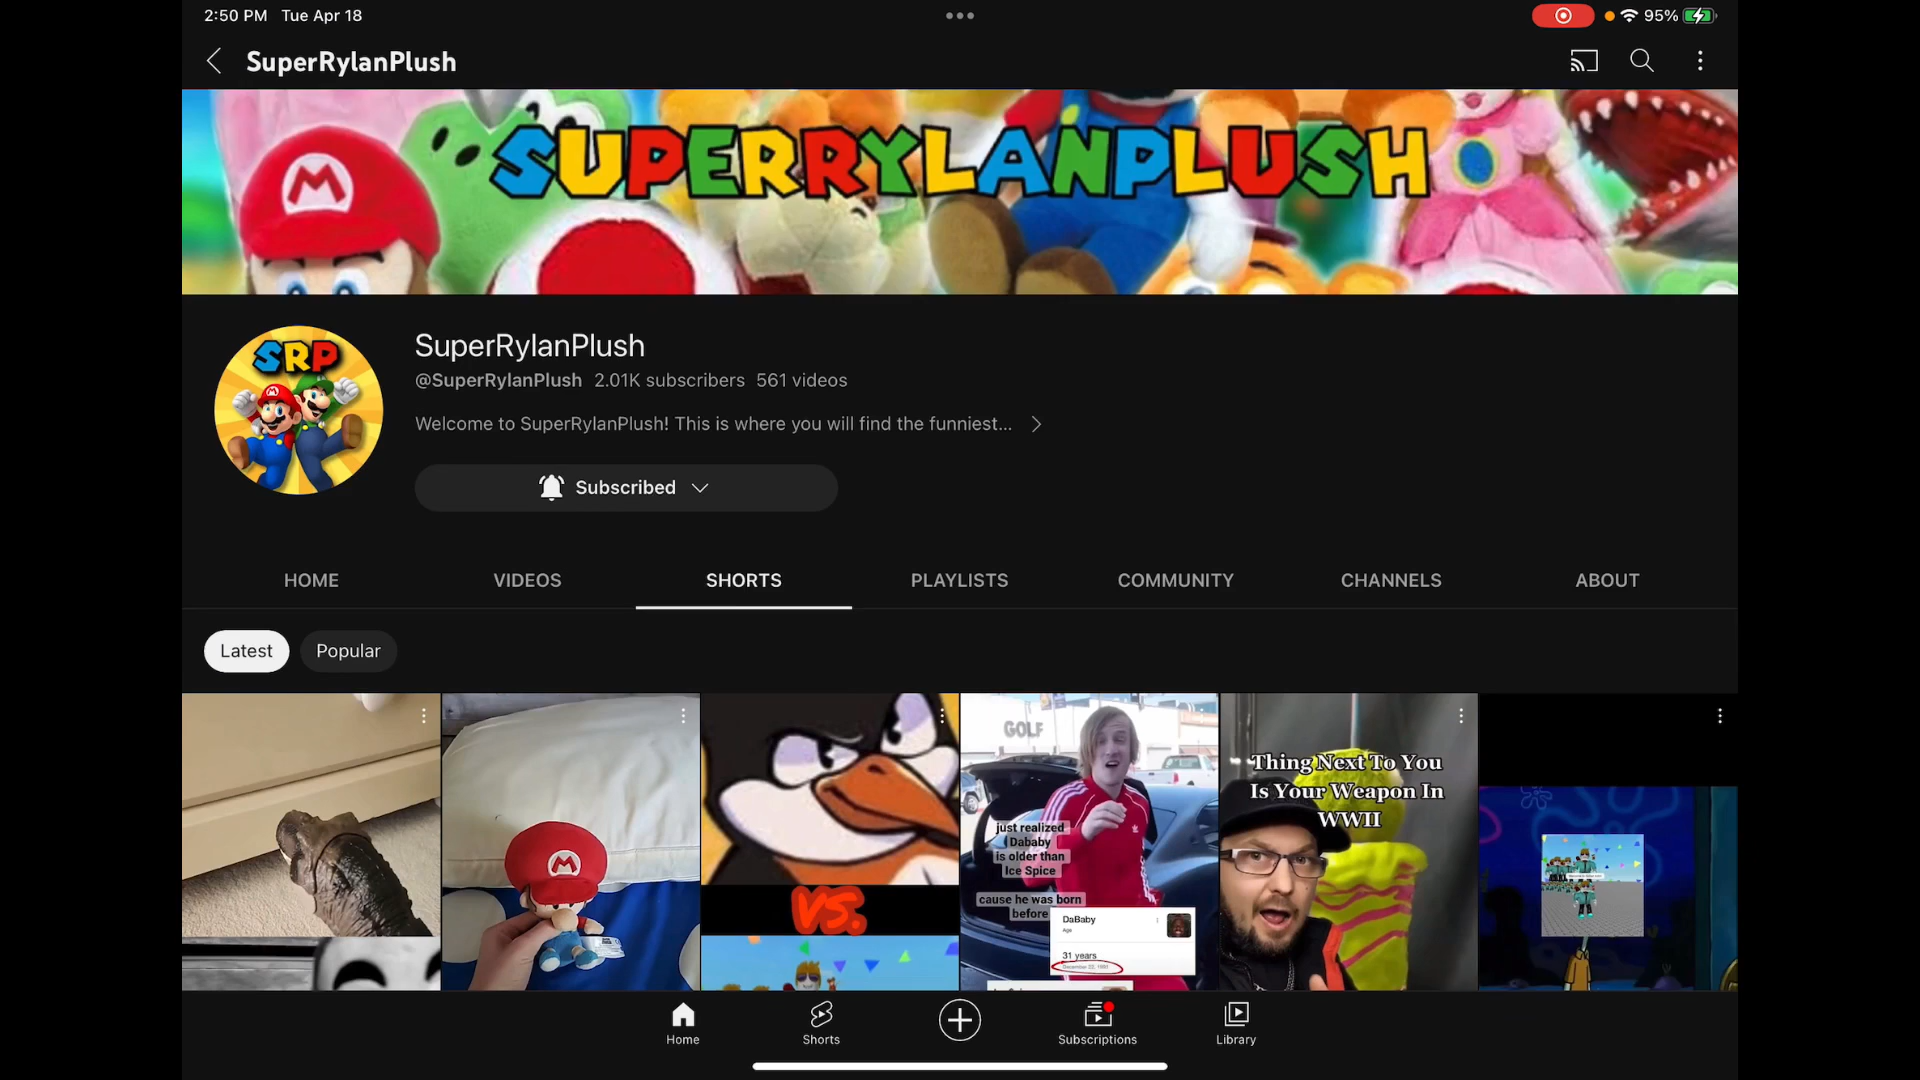 2:50 PM Tue Apr 18
95%
SuperRylanPlush
SUPERRYLANPLUSH
M
SRP
SuperRylanPlush
@SuperRylanPlush 2.01K subscribers 561 videos
Welcome to SuperRylanPlush! This is where you will find the funniest...
Subscribed
HOME VIDEOS SHORTS PLAYLISTS COMMUNITY CHANNELS ABOUT
Latest Popular
M
VS.
GOLF
just realized
Dababy
is older than
Ice Spice
cause he was born
before
DaBaby
Age
31 years
Thing Next To You
Is Your Weapon In
WWII
Home Shorts Subscriptions Library